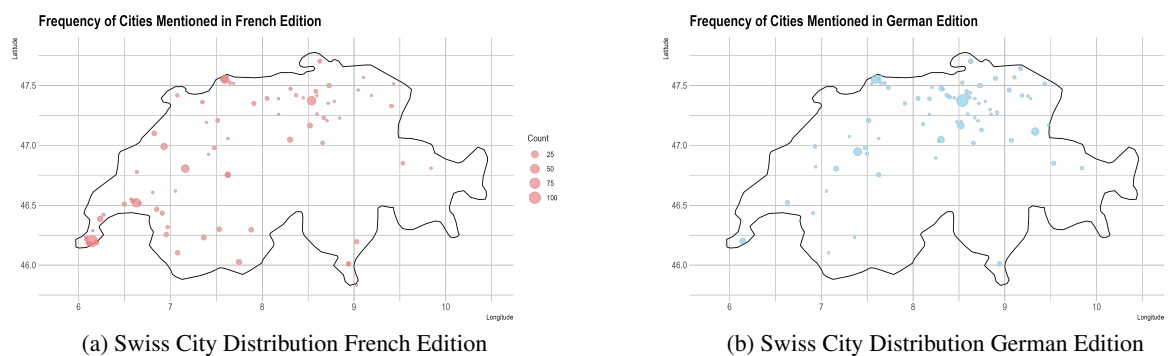 Frequency of Cities Mentioned in French Edition
Latitude
47.5
47.0
46.5
46.0
6
7
8
9
10
Longitude
Count
25
50
75
100
(a) Swiss City Distribution French Edition
Frequency of Cities Mentioned in German Edition
Latitude
47.5
47.0
46.5
46.0
6
7
8
9
10
Longitude
(b) Swiss City Distribution German Edition